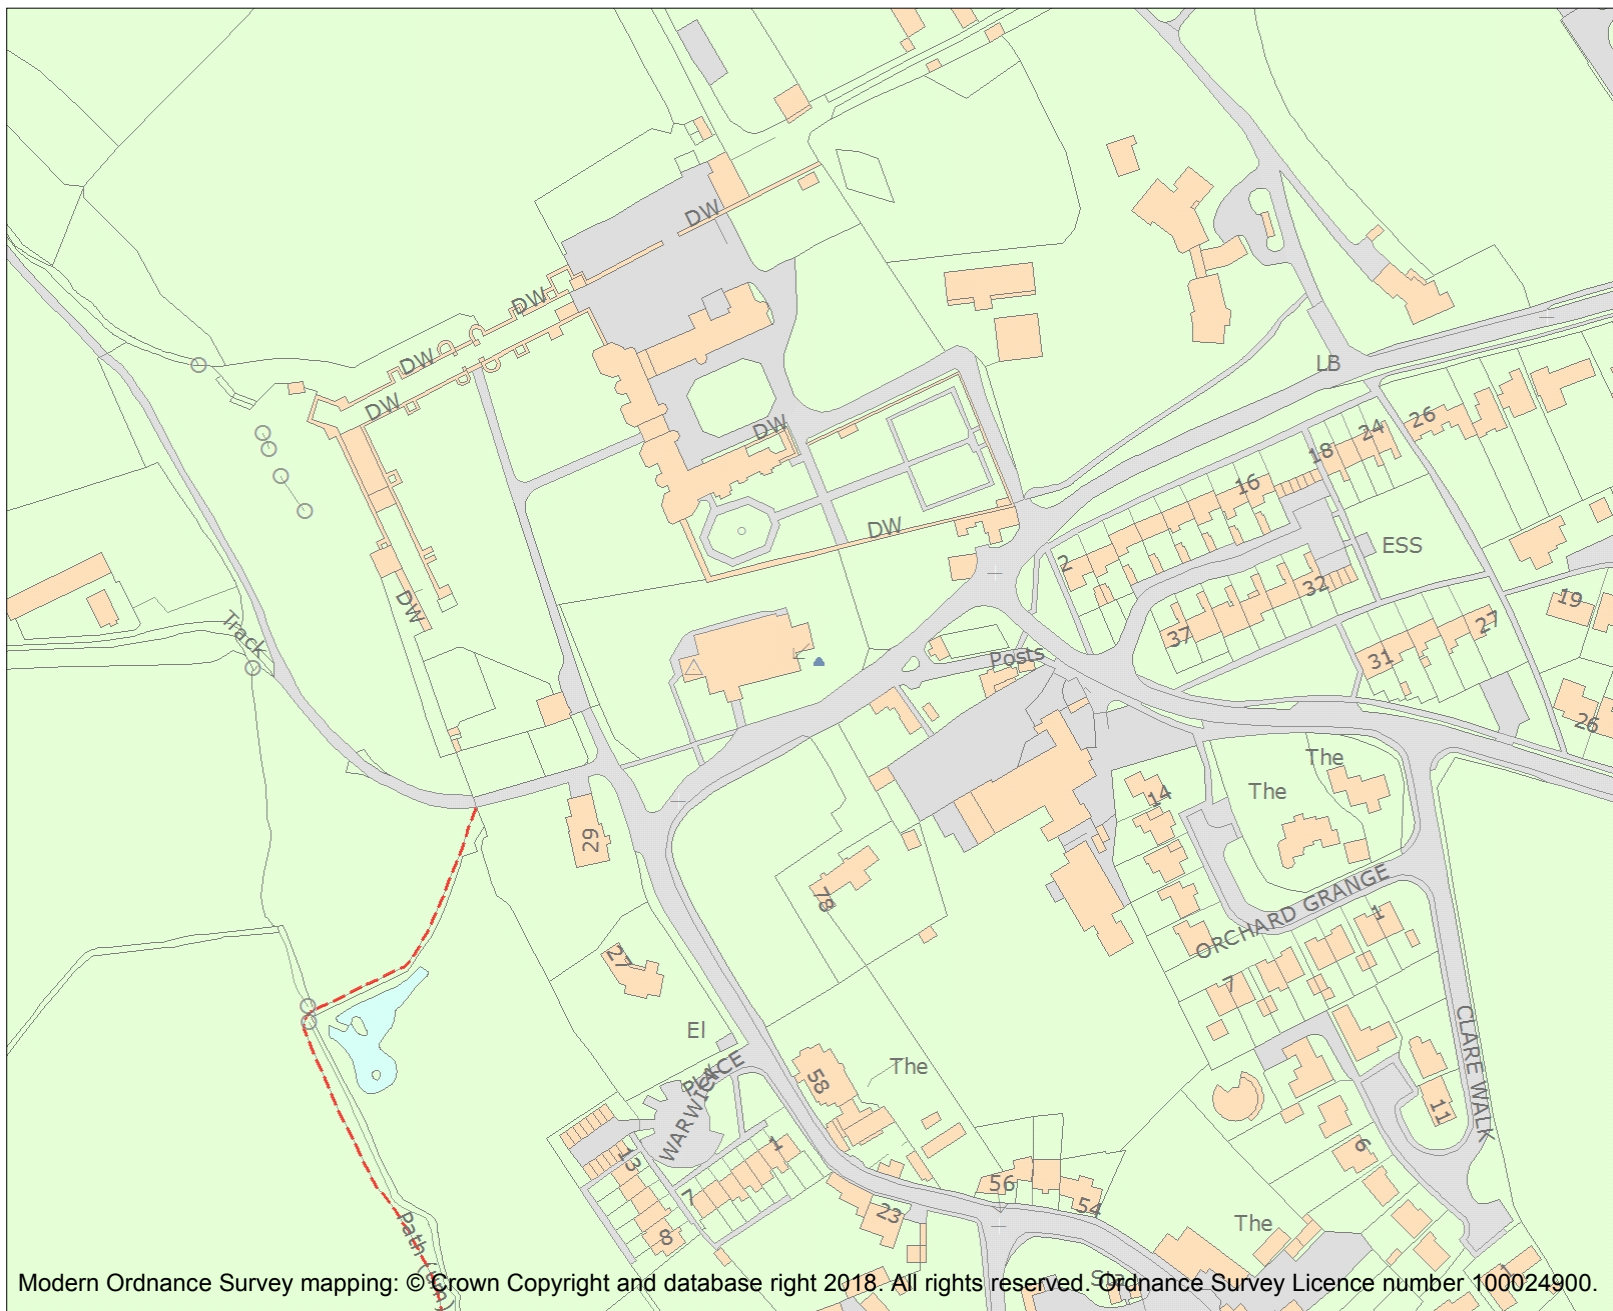 DW
DW
DW
DW
LB
DW
26
24
18
16
DW
ESS
2
32
19
DW
37
27
Track
31
Posts
26
The
The
14
29
78
ORCHARD GRANGE
1
27
7
El
CLARE WALK
The
58
WARWICK
11
1
6
13
56
7
54
23
The
8
Path (um)
Modern Ordnance Survey mapping: © Crown Copyright and database right 2018. All rights reserved. Ordnance Survey Licence number 100024900.